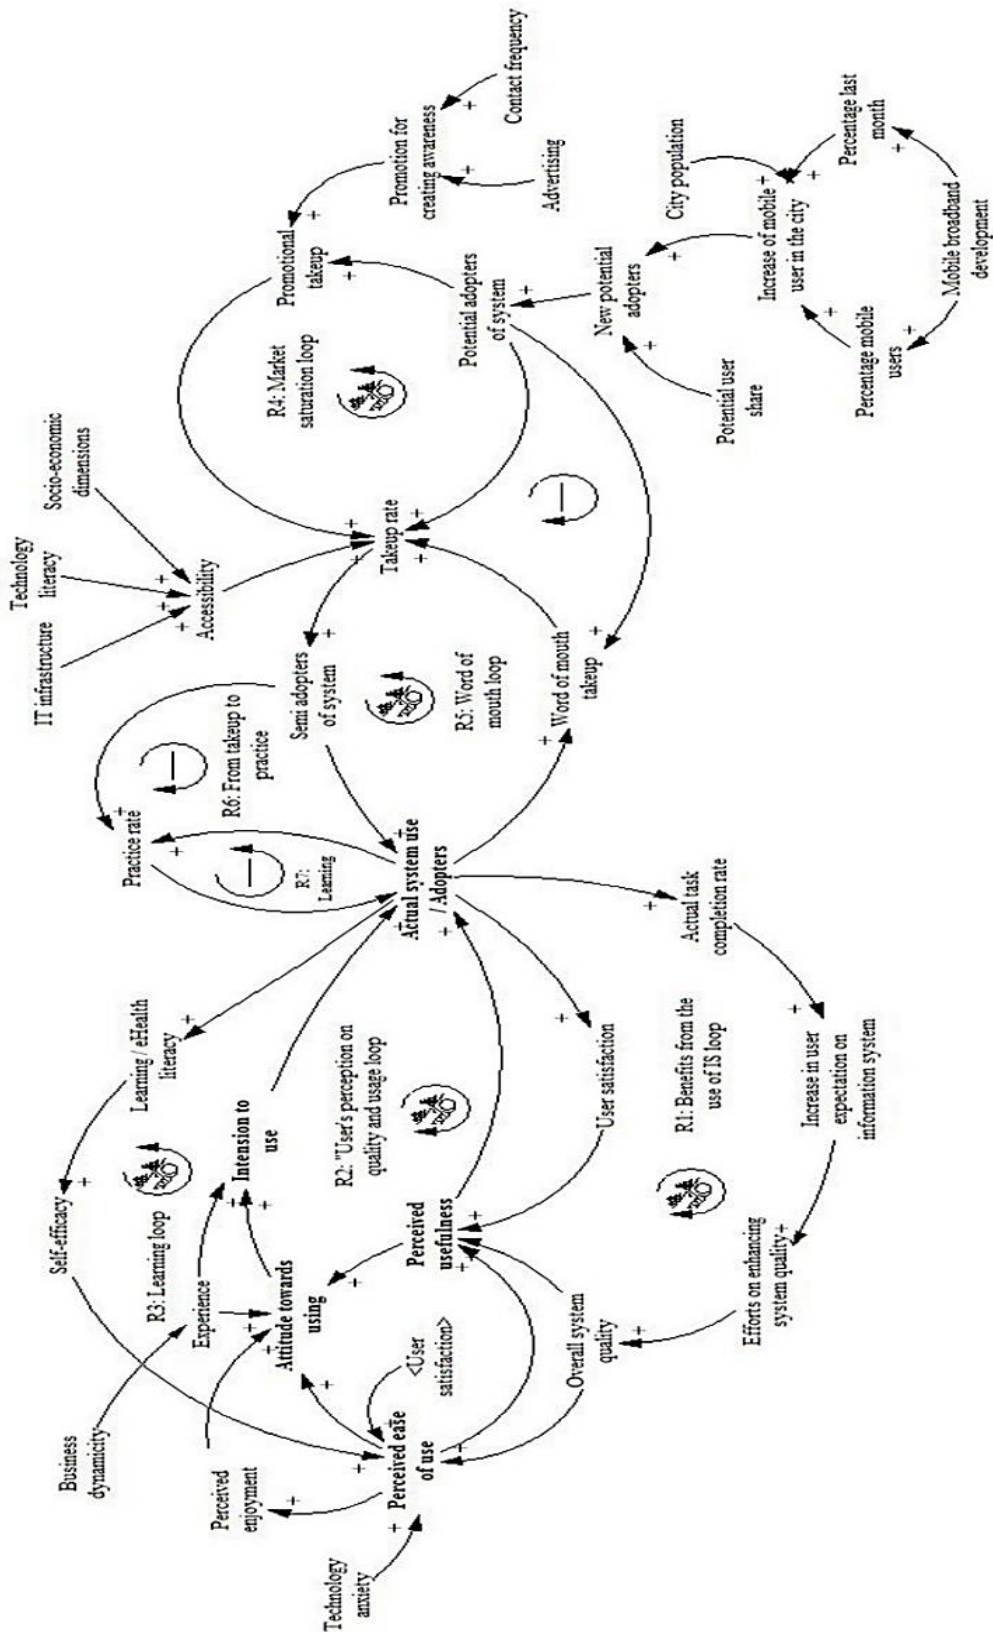 Technology
anxiety
Business
dynamicity
Perceived
enjoyment
Perceived ease
of use
<User
satisfaction>
Self-efficacy
R3: Learning loop
Experience
Attitude towards
using
Intension to
use
Learning / eHealth
literacy
Perceived
usefulness
Overall system
quality
Efforts on enhancing
system quality
R2: "User's perception on
quality and usage loop
User satisfaction
R1: Benefits from the
use of IS loop
Increase in user
expectation on
information system
Actual task
completion rate
Actual system use
/ Adopters
Practice rate
R7:
Learning
R6: From takeup to
practice
Semi adopters
of system
R5: Word of
mouth loop
Word of mouth
takeup
IT infrastructure
Technology
literacy
Socio-economic
dimensions
Accessibility
Takeup rate
R4: Market
saturation loop
Promotional
takeup
Potential adopters
of system
Promotion for
creating awareness
Advertising
Contact frequency
New potential
adopters
Potential user
share
City population
Increase of mobile
user in the city
Percentage mobile
users
Percentage last
month
Mobile broadband
development